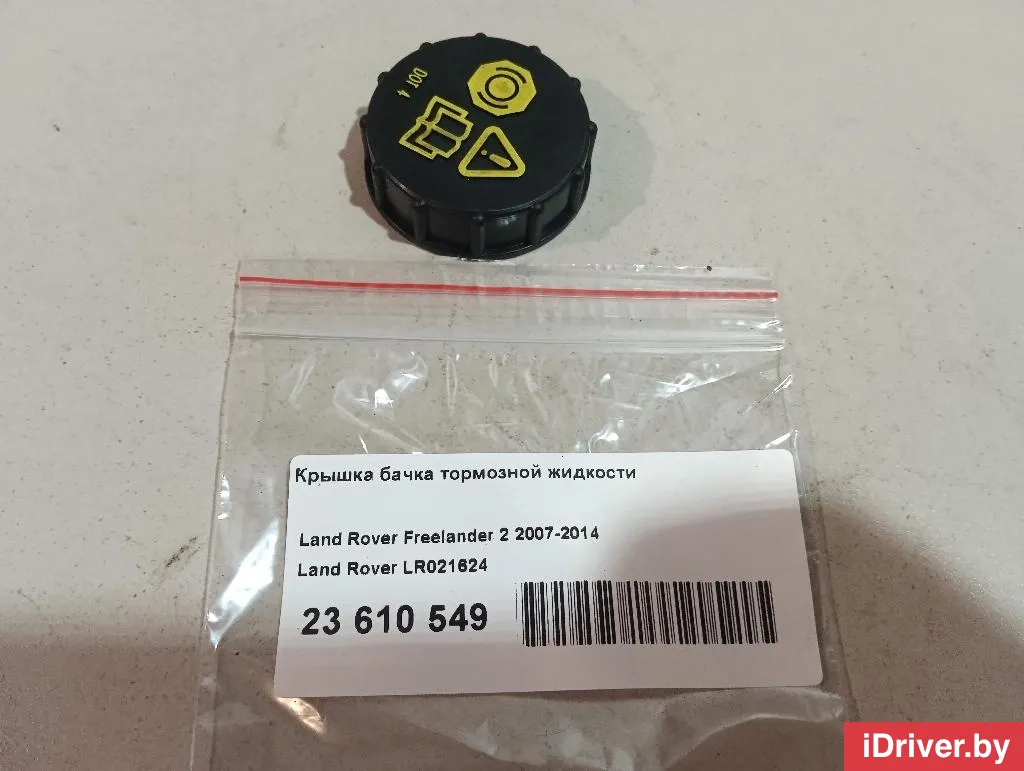 DOT 4
Крышка бачка тормозной жидкости
Land Rover Freelander 2 2007-2014
Land Rover LR021624
23 610 549
iDriver.by